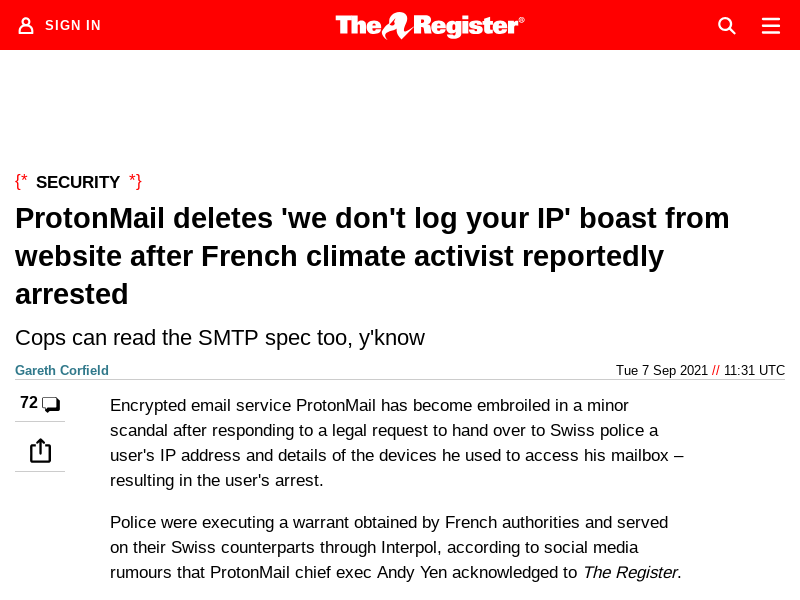 SIGN IN
The Register®
{* SECURITY *}
ProtonMail deletes 'we don't log your IP' boast from
website after French climate activist reportedly
arrested
Cops can read the SMTP spec too, y'know
Gareth Corfield
Tue 7 Sep 2021 // 11:31 UTC
72
Encrypted email service ProtonMail has become embroiled in a minor
scandal after responding to a legal request to hand over to Swiss police a
user's IP address and details of the devices he used to access his mailbox –
resulting in the user's arrest.
Police were executing a warrant obtained by French authorities and served
on their Swiss counterparts through Interpol, according to social media
rumours that ProtonMail chief exec Andy Yen acknowledged to The Register.